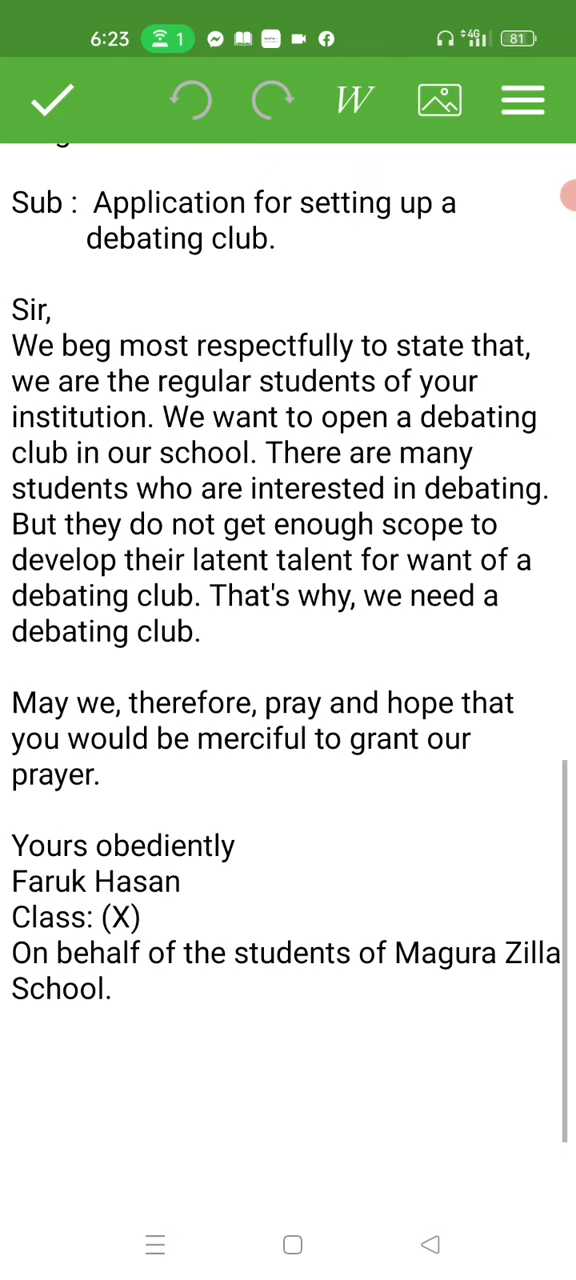 6:23 1 4G 81
W
Sub : Application for setting up a
debating club.
Sir,
We beg most respectfully to state that,
we are the regular students of your
institution. We want to open a debating
club in our school. There are many
students who are interested in debating.
But they do not get enough scope to
develop their latent talent for want of a
debating club. That's why, we need a
debating club.
May we, therefore, pray and hope that
you would be merciful to grant our
prayer.
Yours obediently
Faruk Hasan
Class: (X)
On behalf of the students of Magura Zilla
School.